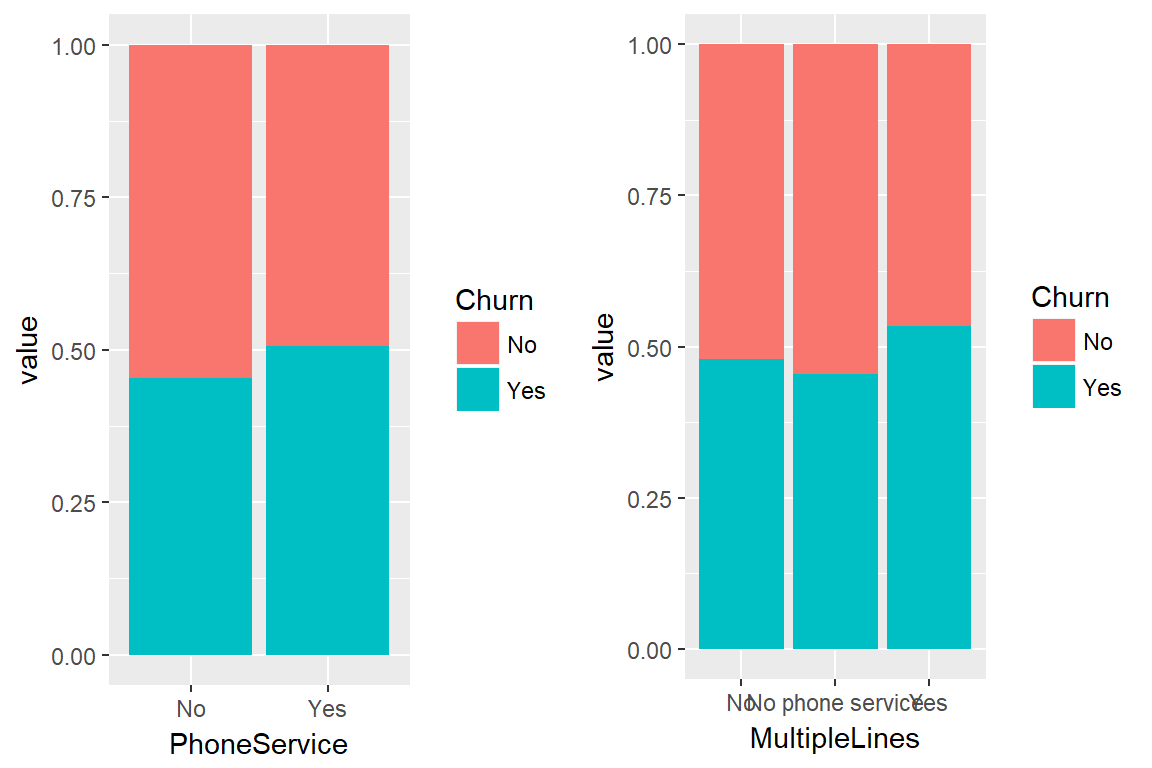 1.00
0.75
0.50
0.25
0.00
value
No Yes
PhoneService
Churn
No
Yes
1.00
0.75
0.50
0.25
0.00
value
No No phone service Yes
MultipleLines
Churn
No
Yes